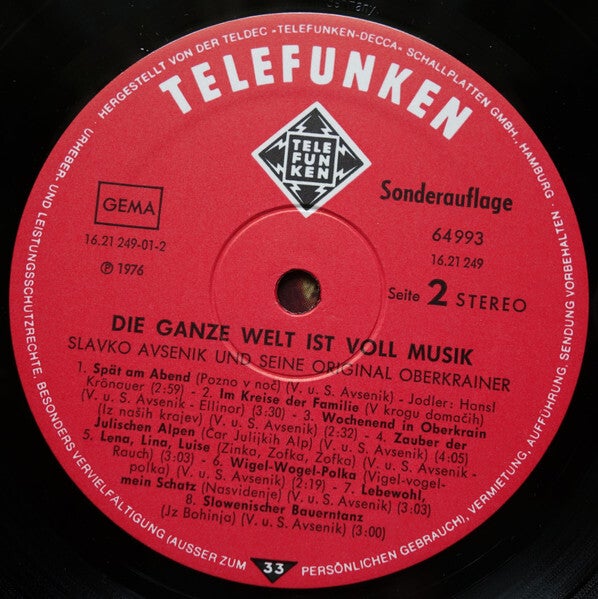 HERGESTELLT VON DER TELDEC »TELEFUNKEN-DECCA« SCHALLPLATTEN GMBH., HAMBURG · URHEBER- UND LEISTUNGSSCHUTZRECHTE, BESONDERS VERVIELFÄLTIGUNG (AUSSER ZUM PERSÖNLICHEN GEBRAUCH), VERMIETUNG, AUFFÜHRUNG, SENDUNG VORBEHALTEN
TELEFUNKEN
TELE
FUN
KEN
GEMA
16.21 249-01-2
Ⓟ 1976
Sonderauflage
64993
16.21 249
Seite 2 STEREO
DIE GANZE WELT IST VOLL MUSIK
SLAVKO AVSENIK UND SEINE ORIGINAL OBERKRAINER
1. Spät am Abend (Pozno v noč) (V. u. S. Avsenik) - Jodler: Hansl
Krönauer (2:59) - 2. Im Kreise der Familie (V krogu domačih)
(V. u. S. Avsenik - Ellinor) (3:30) - 3. Wochenend in Oberkrain
(Iz naših krajev) (V. u. S. Avsenik) (2:32) - 4. Zauber der
Julischen Alpen (Čar Julijkih Alp) (V. u. S. Avsenik) (4:05)
5. Lena, Lina, Luise (Zinka, Zofka, Zofka) (V. u. S. Avsenik -
Rauch) (3:03) - 6. Wigel-Wogel-Polka (Vigel-vogel-
polka) (V. u. S. Avsenik) (2:19) - 7. Lebewohl,
mein Schatz (Nasvidenje) (V. u. S. Avsenik) (3:03)
8. Slowenischer Bauerntanz
(Jz Bohinja) (V. u. S. Avsenik) (3:00)
33